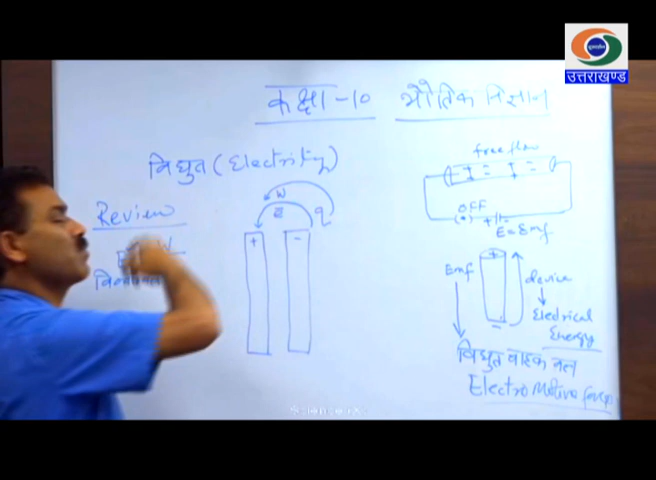 उत्तराखण्ड
कक्षा -१० भौतिक विज्ञान
विद्युत (Electricity)
Review
W
E
q
+ -
free flow
OFF
E = Emf
Emf
+
-
device
Electrical
Energy
विद्युत वाहक बल
Electro Motive force